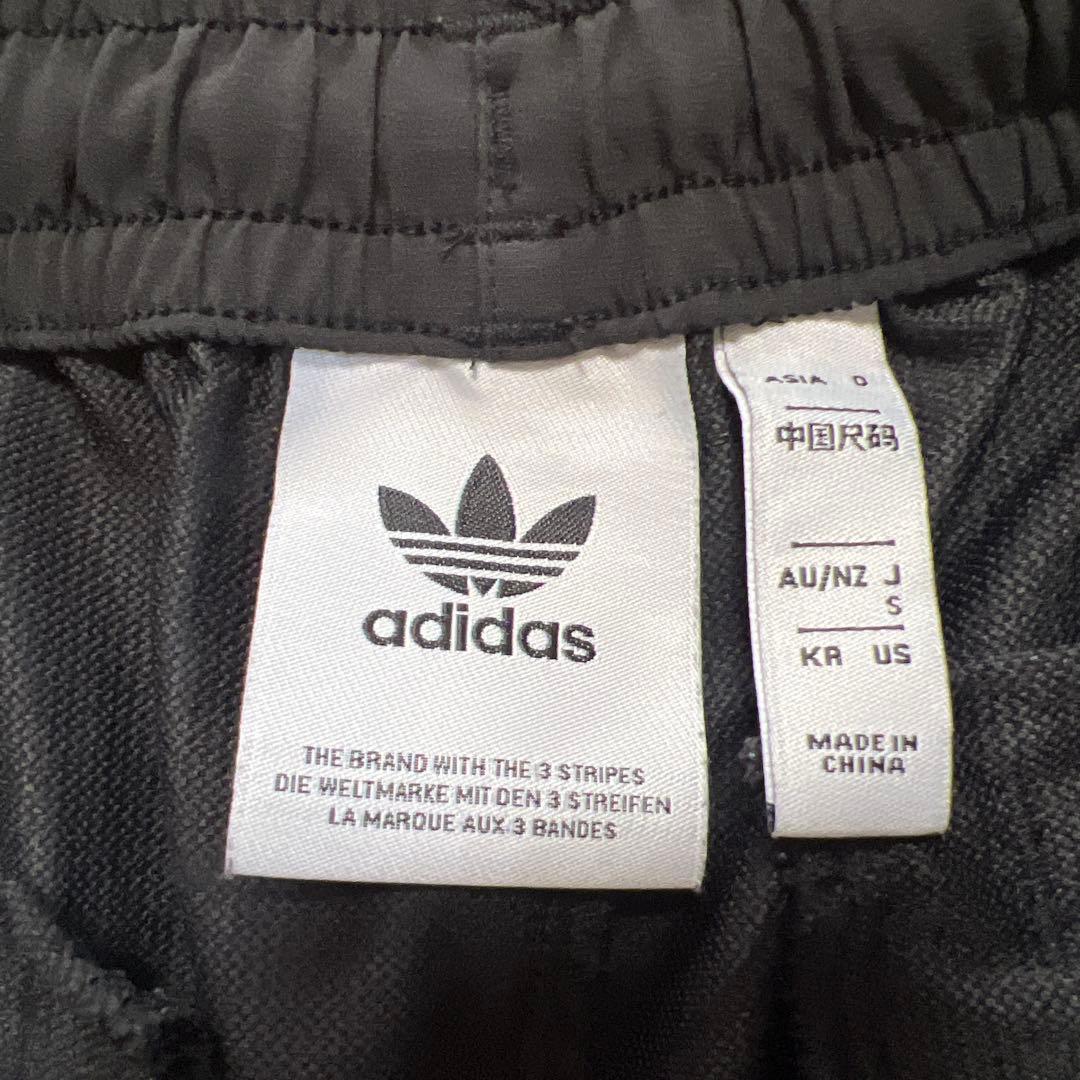 adidas
THE BRAND WITH THE 3 STRIPES
DIE WELTMARKE MIT DEN 3 STREIFEN
LA MARQUE AUX 3 BANDES
ASIA D
中国尺码
AU/NZ J
S
KR US
MADE IN
CHINA